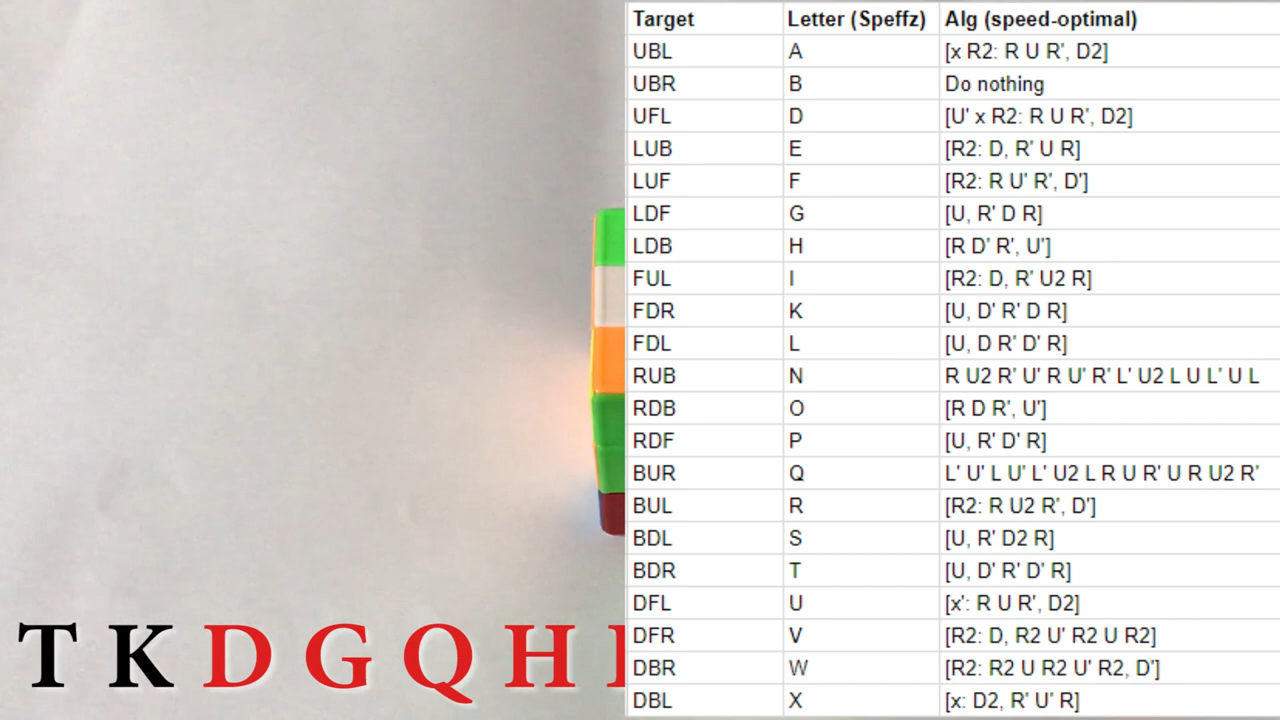 Target Letter (Speffz) Alg (speed-optimal)
UBL A [x R2: R U R', D2]
UBR B Do nothing
UFL D [U' x R2: R U R', D2]
LUB E [R2: D, R' U R]
LUF F [R2: R U' R', D']
LDF G [U, R' D R]
LDB H [R D' R', U']
FUL I [R2: D, R' U2 R]
FDR K [U, D' R' D R]
FDL L [U, D R' D' R]
RUB N R U2 R' U' R U' R' L' U2 L U L' U L
RDB O [R D R', U']
RDF P [U, R' D' R]
BUR Q L' U' L U' L' U2 L R U R' U R U2 R'
BUL R [R2: R U2 R', D']
BDL S [U, R' D2 R]
BDR T [U, D' R' D' R]
DFL U [x': R U R', D2]
DFR V [R2: D, R2 U' R2 U R2]
DBR W [R2: R2 U R2 U' R2, D']
DBL X [x: D2, R' U' R]
T K D G Q H